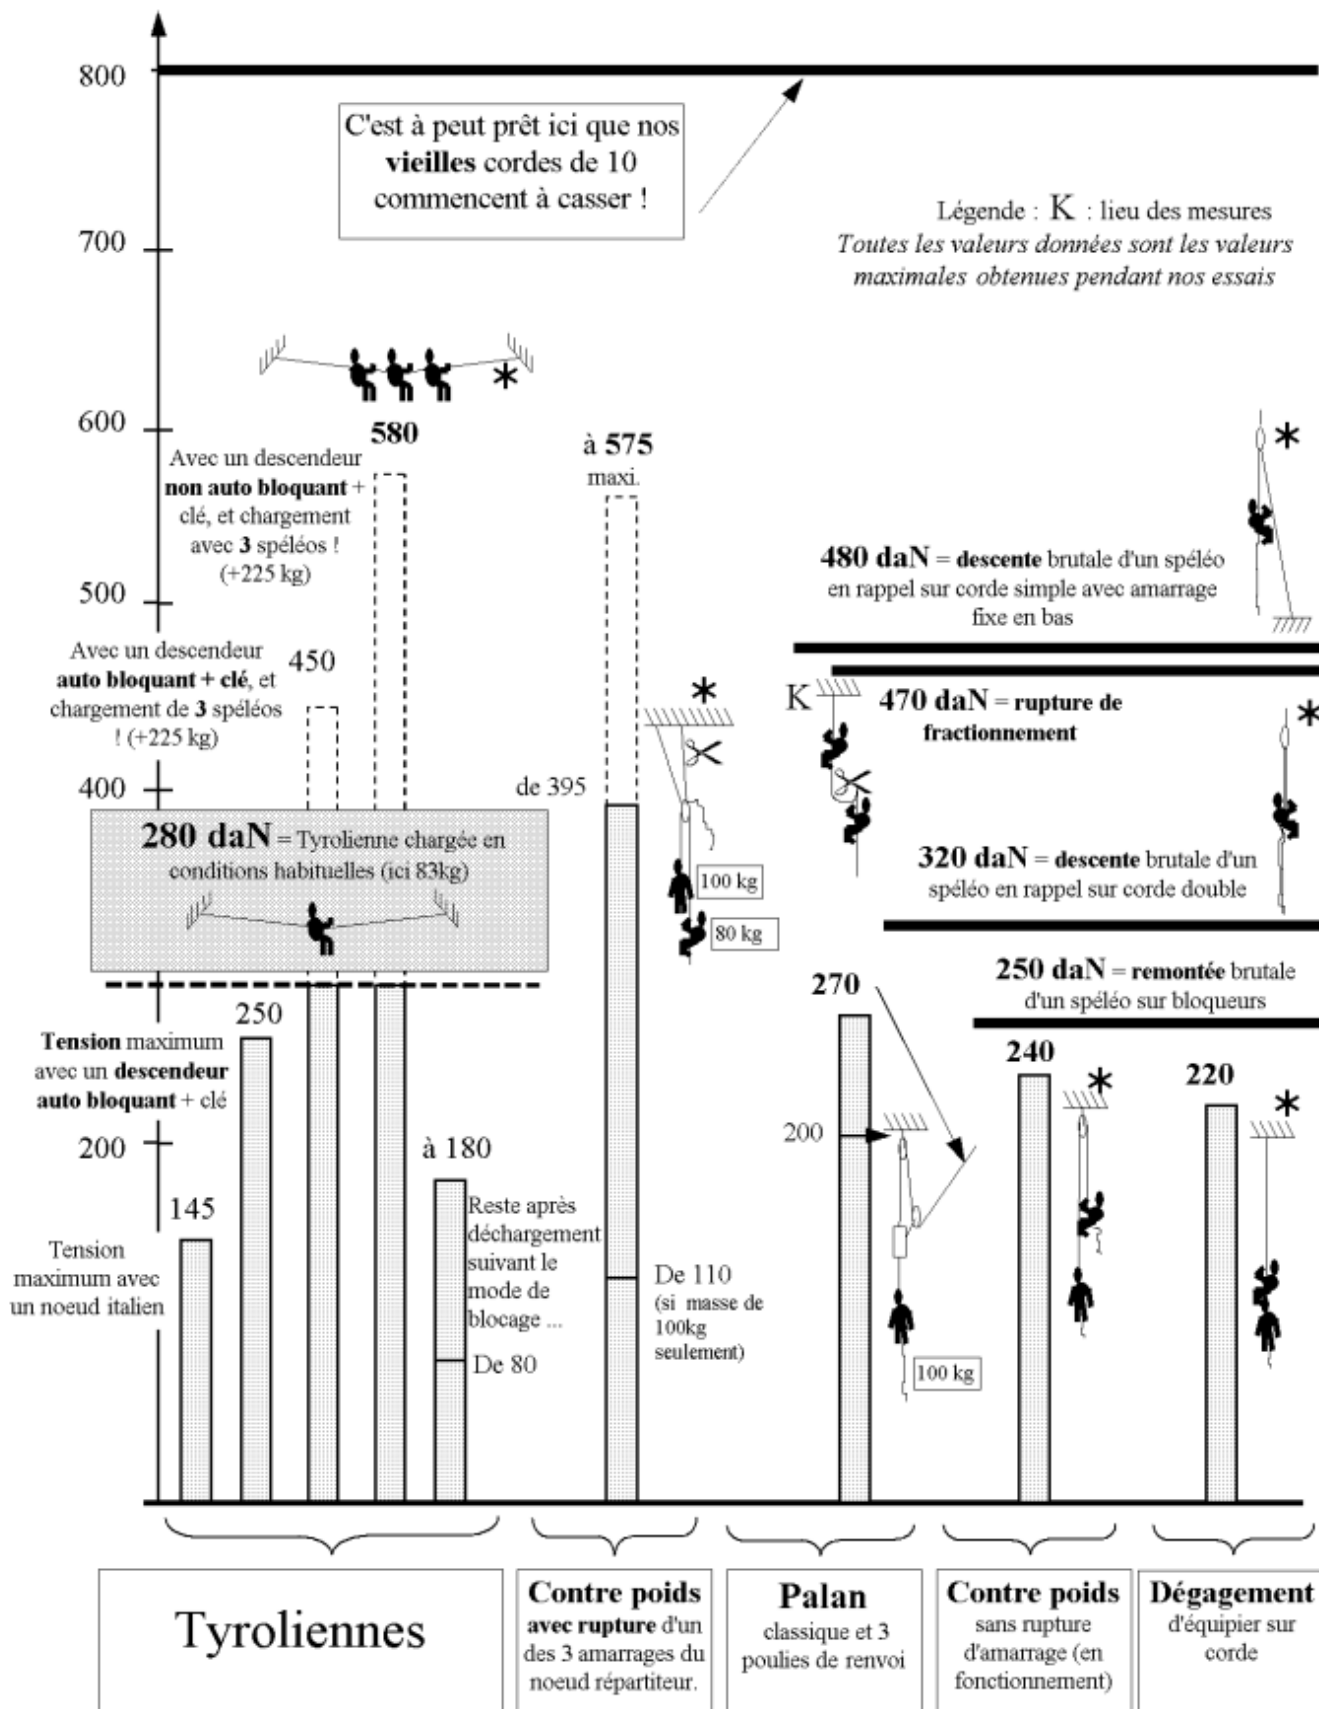 800
C'est à peut prêt ici que nos
vieilles cordes de 10
commencent à casser !
Légende : K : lieu des mesures
Toutes les valeurs données sont les valeurs
maximales obtenues pendant nos essais
700
600
580
Avec un descendeur
non auto bloquant +
clé, et chargement
avec 3 spéléos !
(+225 kg)
à 575
maxi.
480 daN = descente brutale d'un spéléo
en rappel sur corde simple avec amarrage
fixe en bas
500
Avec un descendeur
auto bloquant + clé, et
chargement de 3 spéléos
! (+225 kg)
450
K
470 daN = rupture de
fractionnement
400
de 395
280 daN = Tyrolienne chargée en
conditions habituelles (ici 83kg)
100 kg
80 kg
320 daN = descente brutale d'un
spéléo en rappel sur corde double
250 daN = remontée brutale
d'un spéléo sur bloqueurs
250
Tension maximum
avec un descendeur
auto bloquant + clé
270
240
220
200
200
à 180
145
Tension
maximum avec
un noeud italien
Reste après
déchargement
suivant le
mode de
blocage ...
De 80
De 110
(si masse de
100kg
seulement)
100 kg
Tyroliennes
Contre poids
avec rupture d'un
des 3 amarrages du
noeud répartiteur.
Palan
classique et 3
poulies de renvoi
Contre poids
sans rupture
d'amarrage (en
fonctionnement)
Dégagement
d'équipier sur
corde